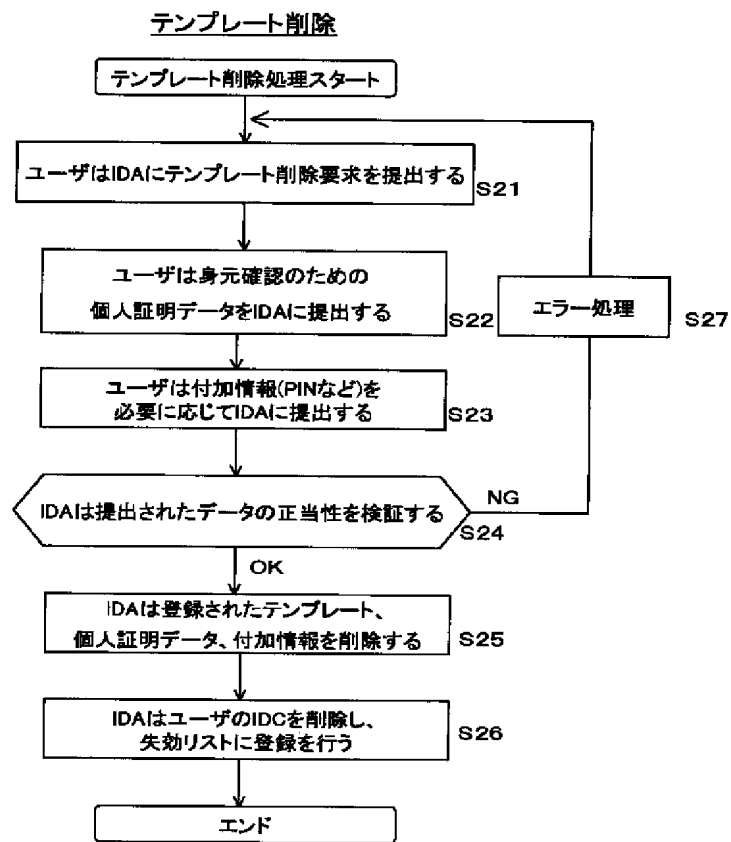 テンプレート削除
テンプレート削除処理スタート
ユーザはIDAにテンプレート削除要求を提出する
S21
ユーザは身元確認のための
個人証明データをIDAに提出する
S22
エラー処理
S27
ユーザは付加情報(PINなど)を
必要に応じてIDAに提出する
S23
IDAは提出されたデータの正当性を検証する
NG
S24
OK
IDAは登録されたテンプレート、
個人証明データ、付加情報を削除する
S25
IDAはユーザのIDCを削除し、
失効リストに登録を行う
S26
エンド